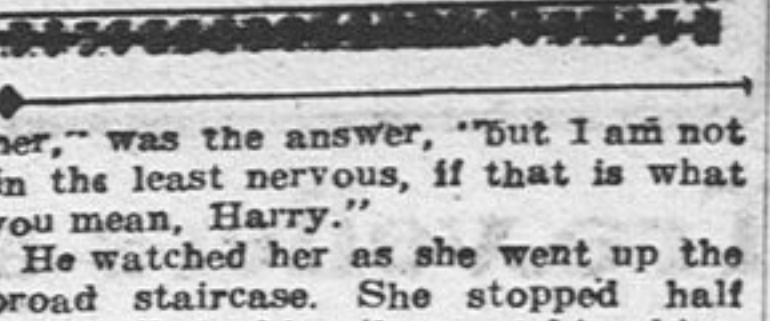 her," was the answer, "but I am not
in the least nervous, if that is what
you mean, Harry."
He watched her as she went up the
broad staircase. She stopped half